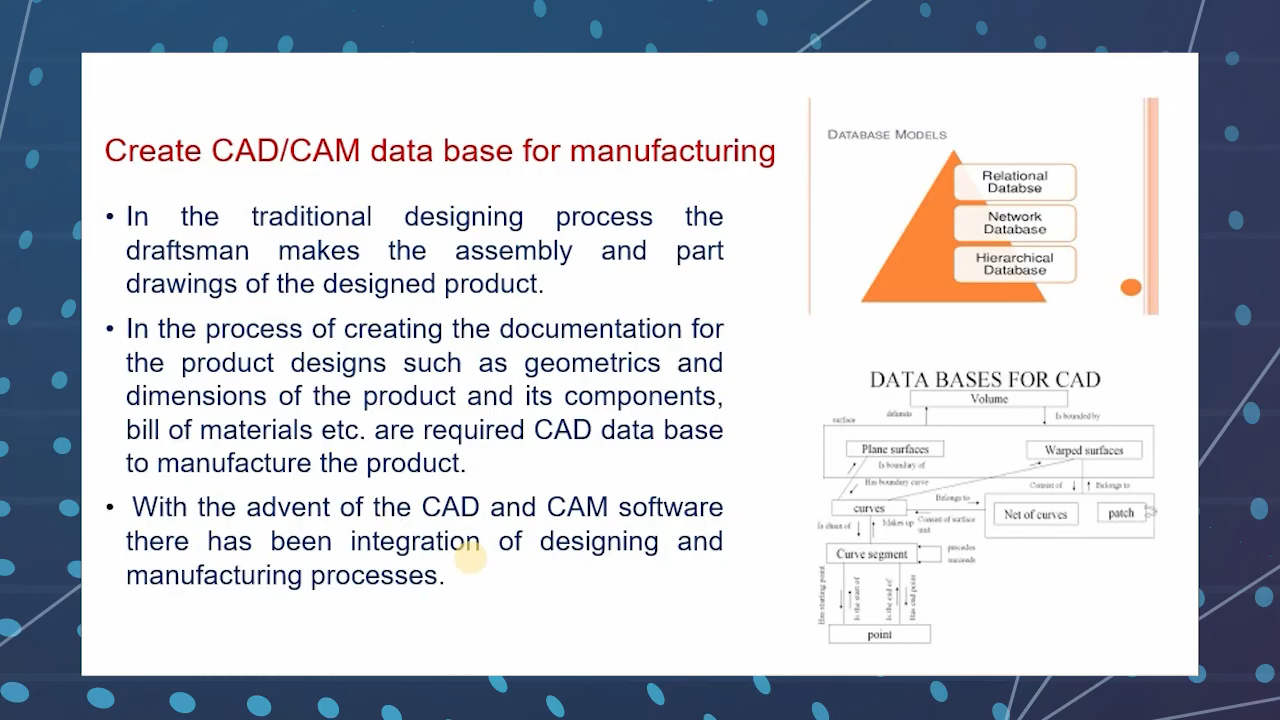 Create CAD/CAM data base for manufacturing
• In the traditional designing process the
draftsman makes the assembly and part
drawings of the designed product.
• In the process of creating the documentation for
the product designs such as geometrics and
dimensions of the product and its components,
bill of materials etc. are required CAD data base
to manufacture the product.
• With the advent of the CAD and CAM software
there has been integration of designing and
manufacturing processes.
DATABASE MODELS
Relational
Databse
Network
Database
Hierarchical
Database
DATA BASES FOR CAD
Volume
surface
Is bounded by
Plane surfaces
Warped surfaces
Is boundary of
Has boundary curve
Consist of
Belongs to
Belongs to
curves
Net of curves
patch
Is chain of
Makes up
Consist of surface
unit
Curve segment
precedes
succeeds
Has starting point
Is the start of
Is the end of
Has end point
point